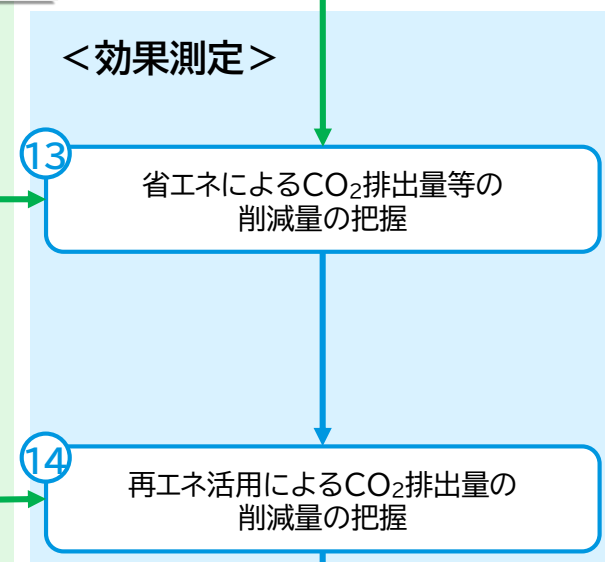 ＜効果測定＞
13
省エネによるCO₂排出量等の
削減量の把握
14
再エネ活用によるCO₂排出量の
削減量の把握